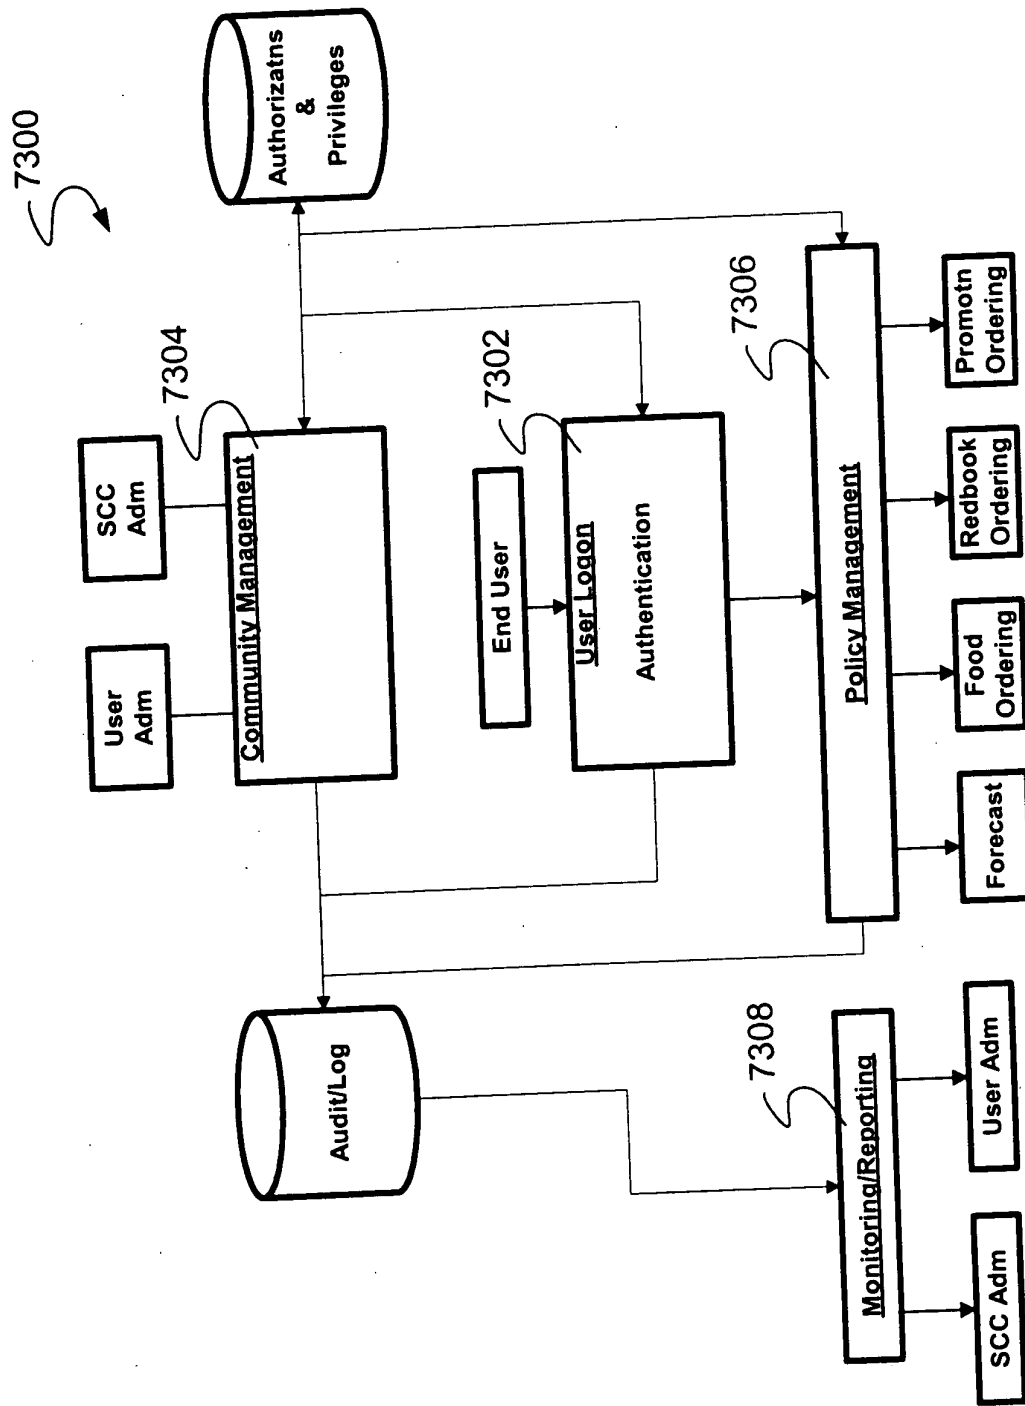 7300
User
Adm
SCC
Adm
7304
Community Management
Authorizatns
&
Privileges
Audit/Log
End User
7302
User Logon
Authentication
7308
Monitoring/Reporting
7306
Policy Management
SCC Adm
User Adm
Forecast
Food
Ordering
Redbook
Ordering
Promotn
Ordering